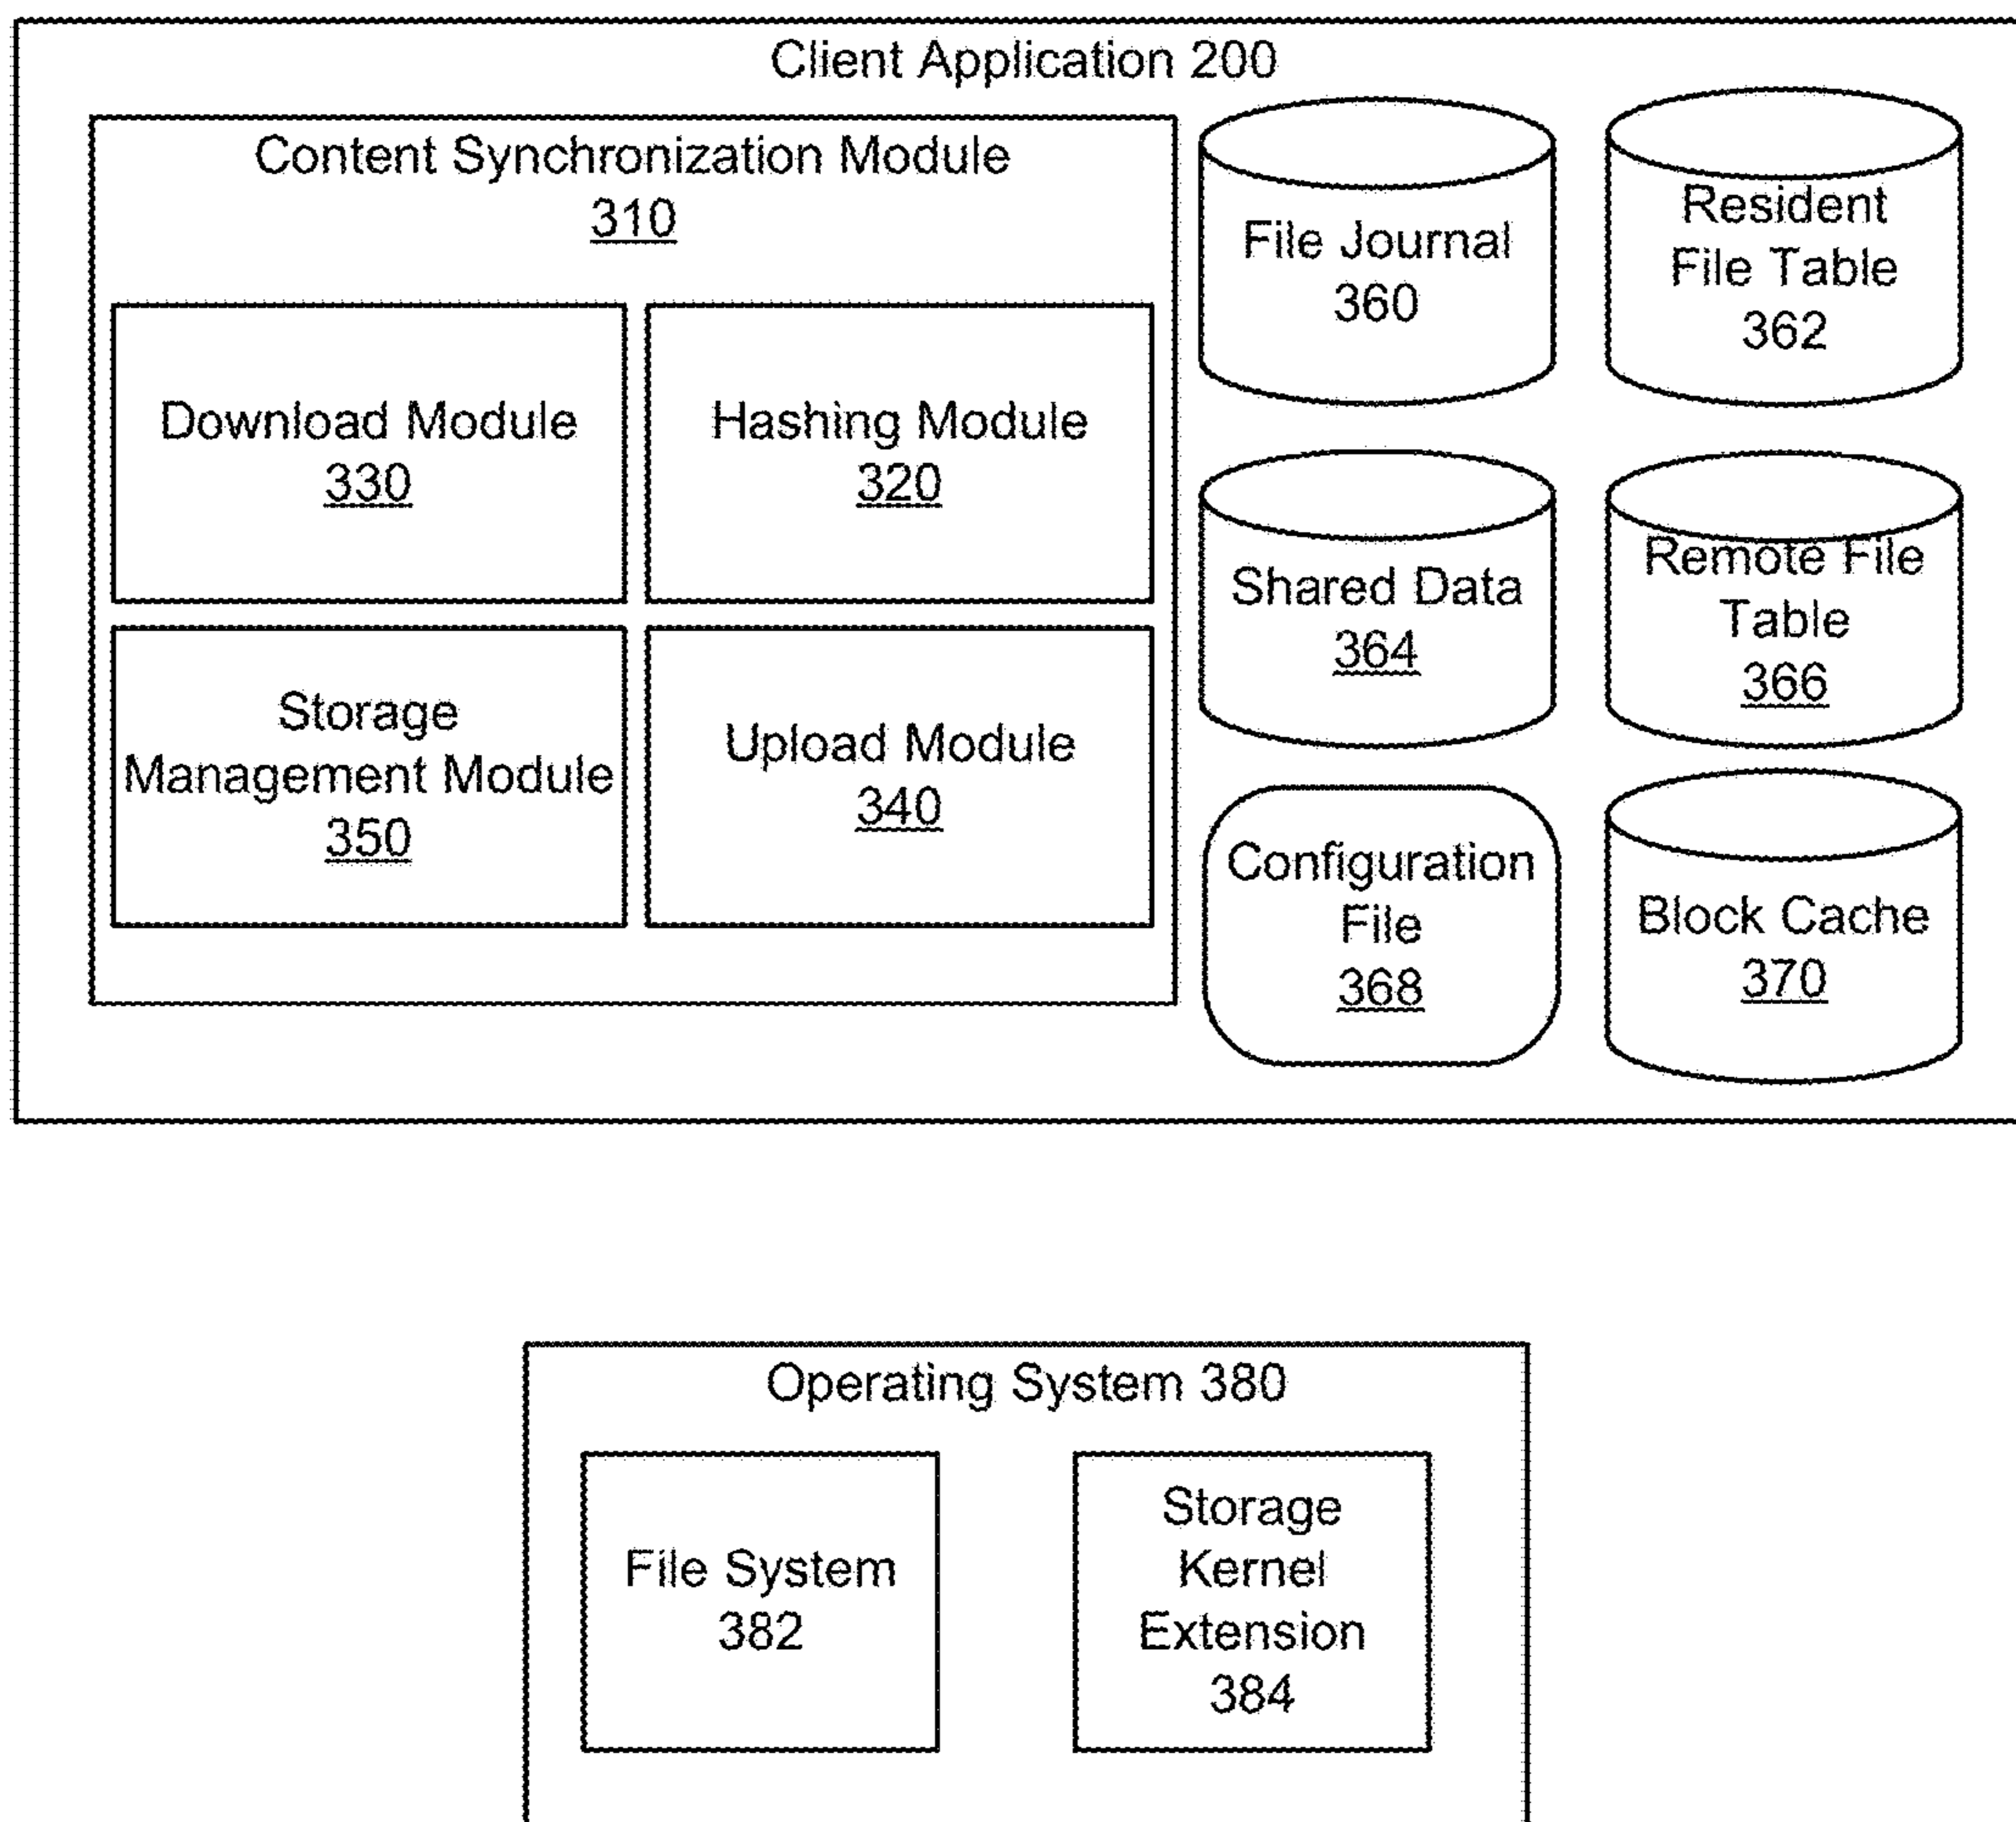 Client Application 200
Content Synchronization Module
310
Download Module
330
Hashing Module
320
Storage
Management Module
350
Upload Module
340
File Journal
360
Resident
File Table
362
Shared Data
364
Remote File
Table
366
Configuration
File
368
Block Cache
370
Operating System 380
File System
382
Storage
Kernel
Extension
384